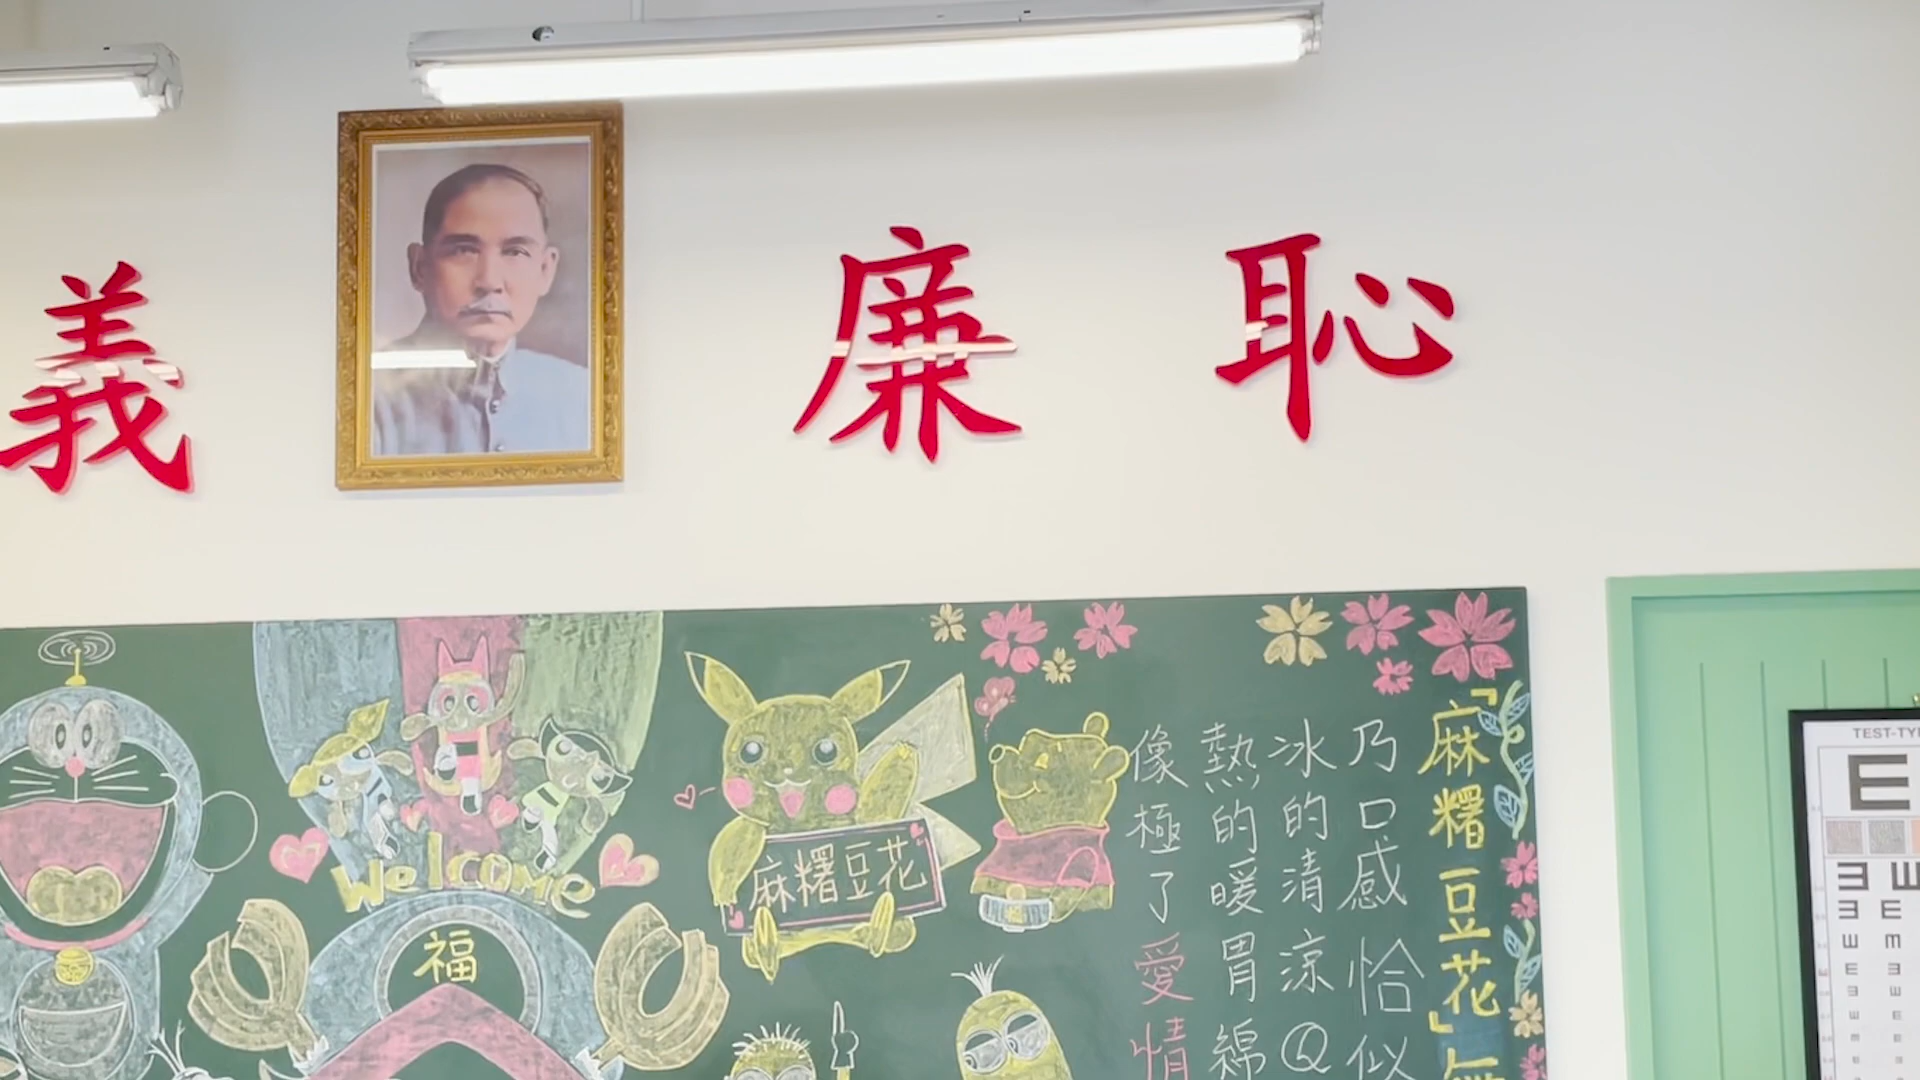 義 廉 恥
Welcome
福
麻糬豆花
「麻糬豆花」
乃口感恰似
冰的清涼Q
熱的暖胃綿
像極了愛情
TEST-TY
E